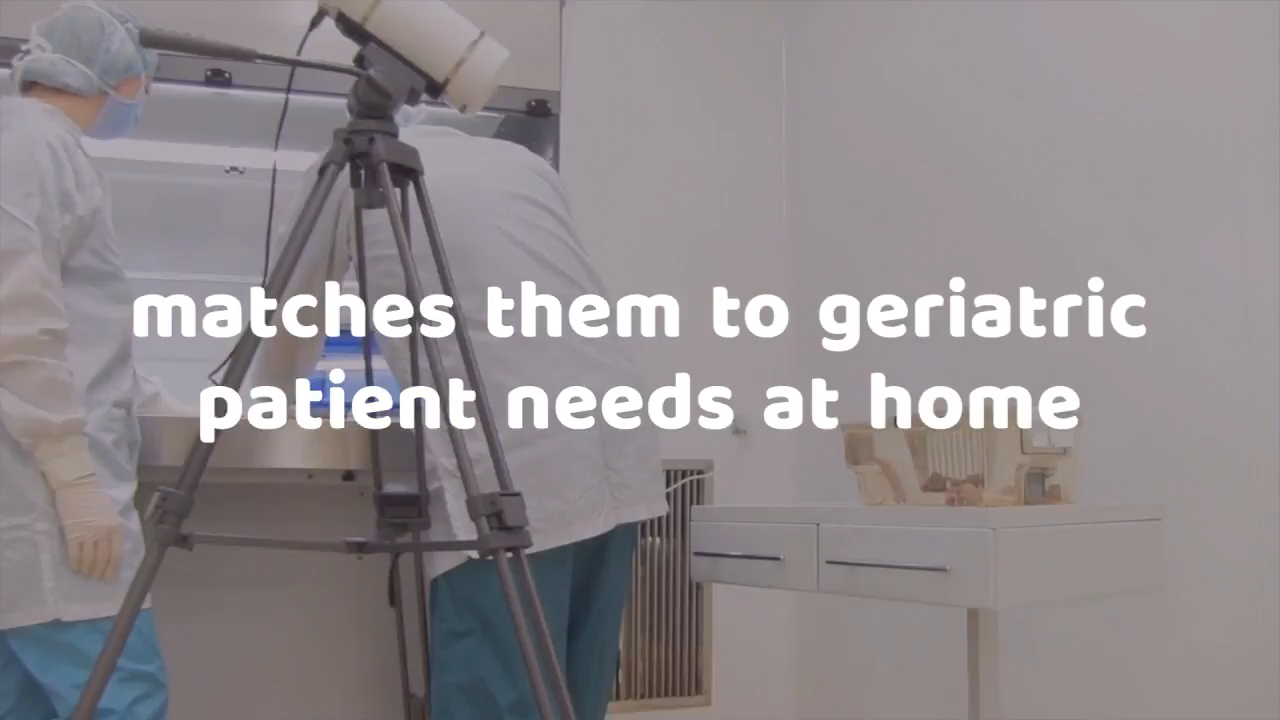 matches them to geriatric
patient needs at home